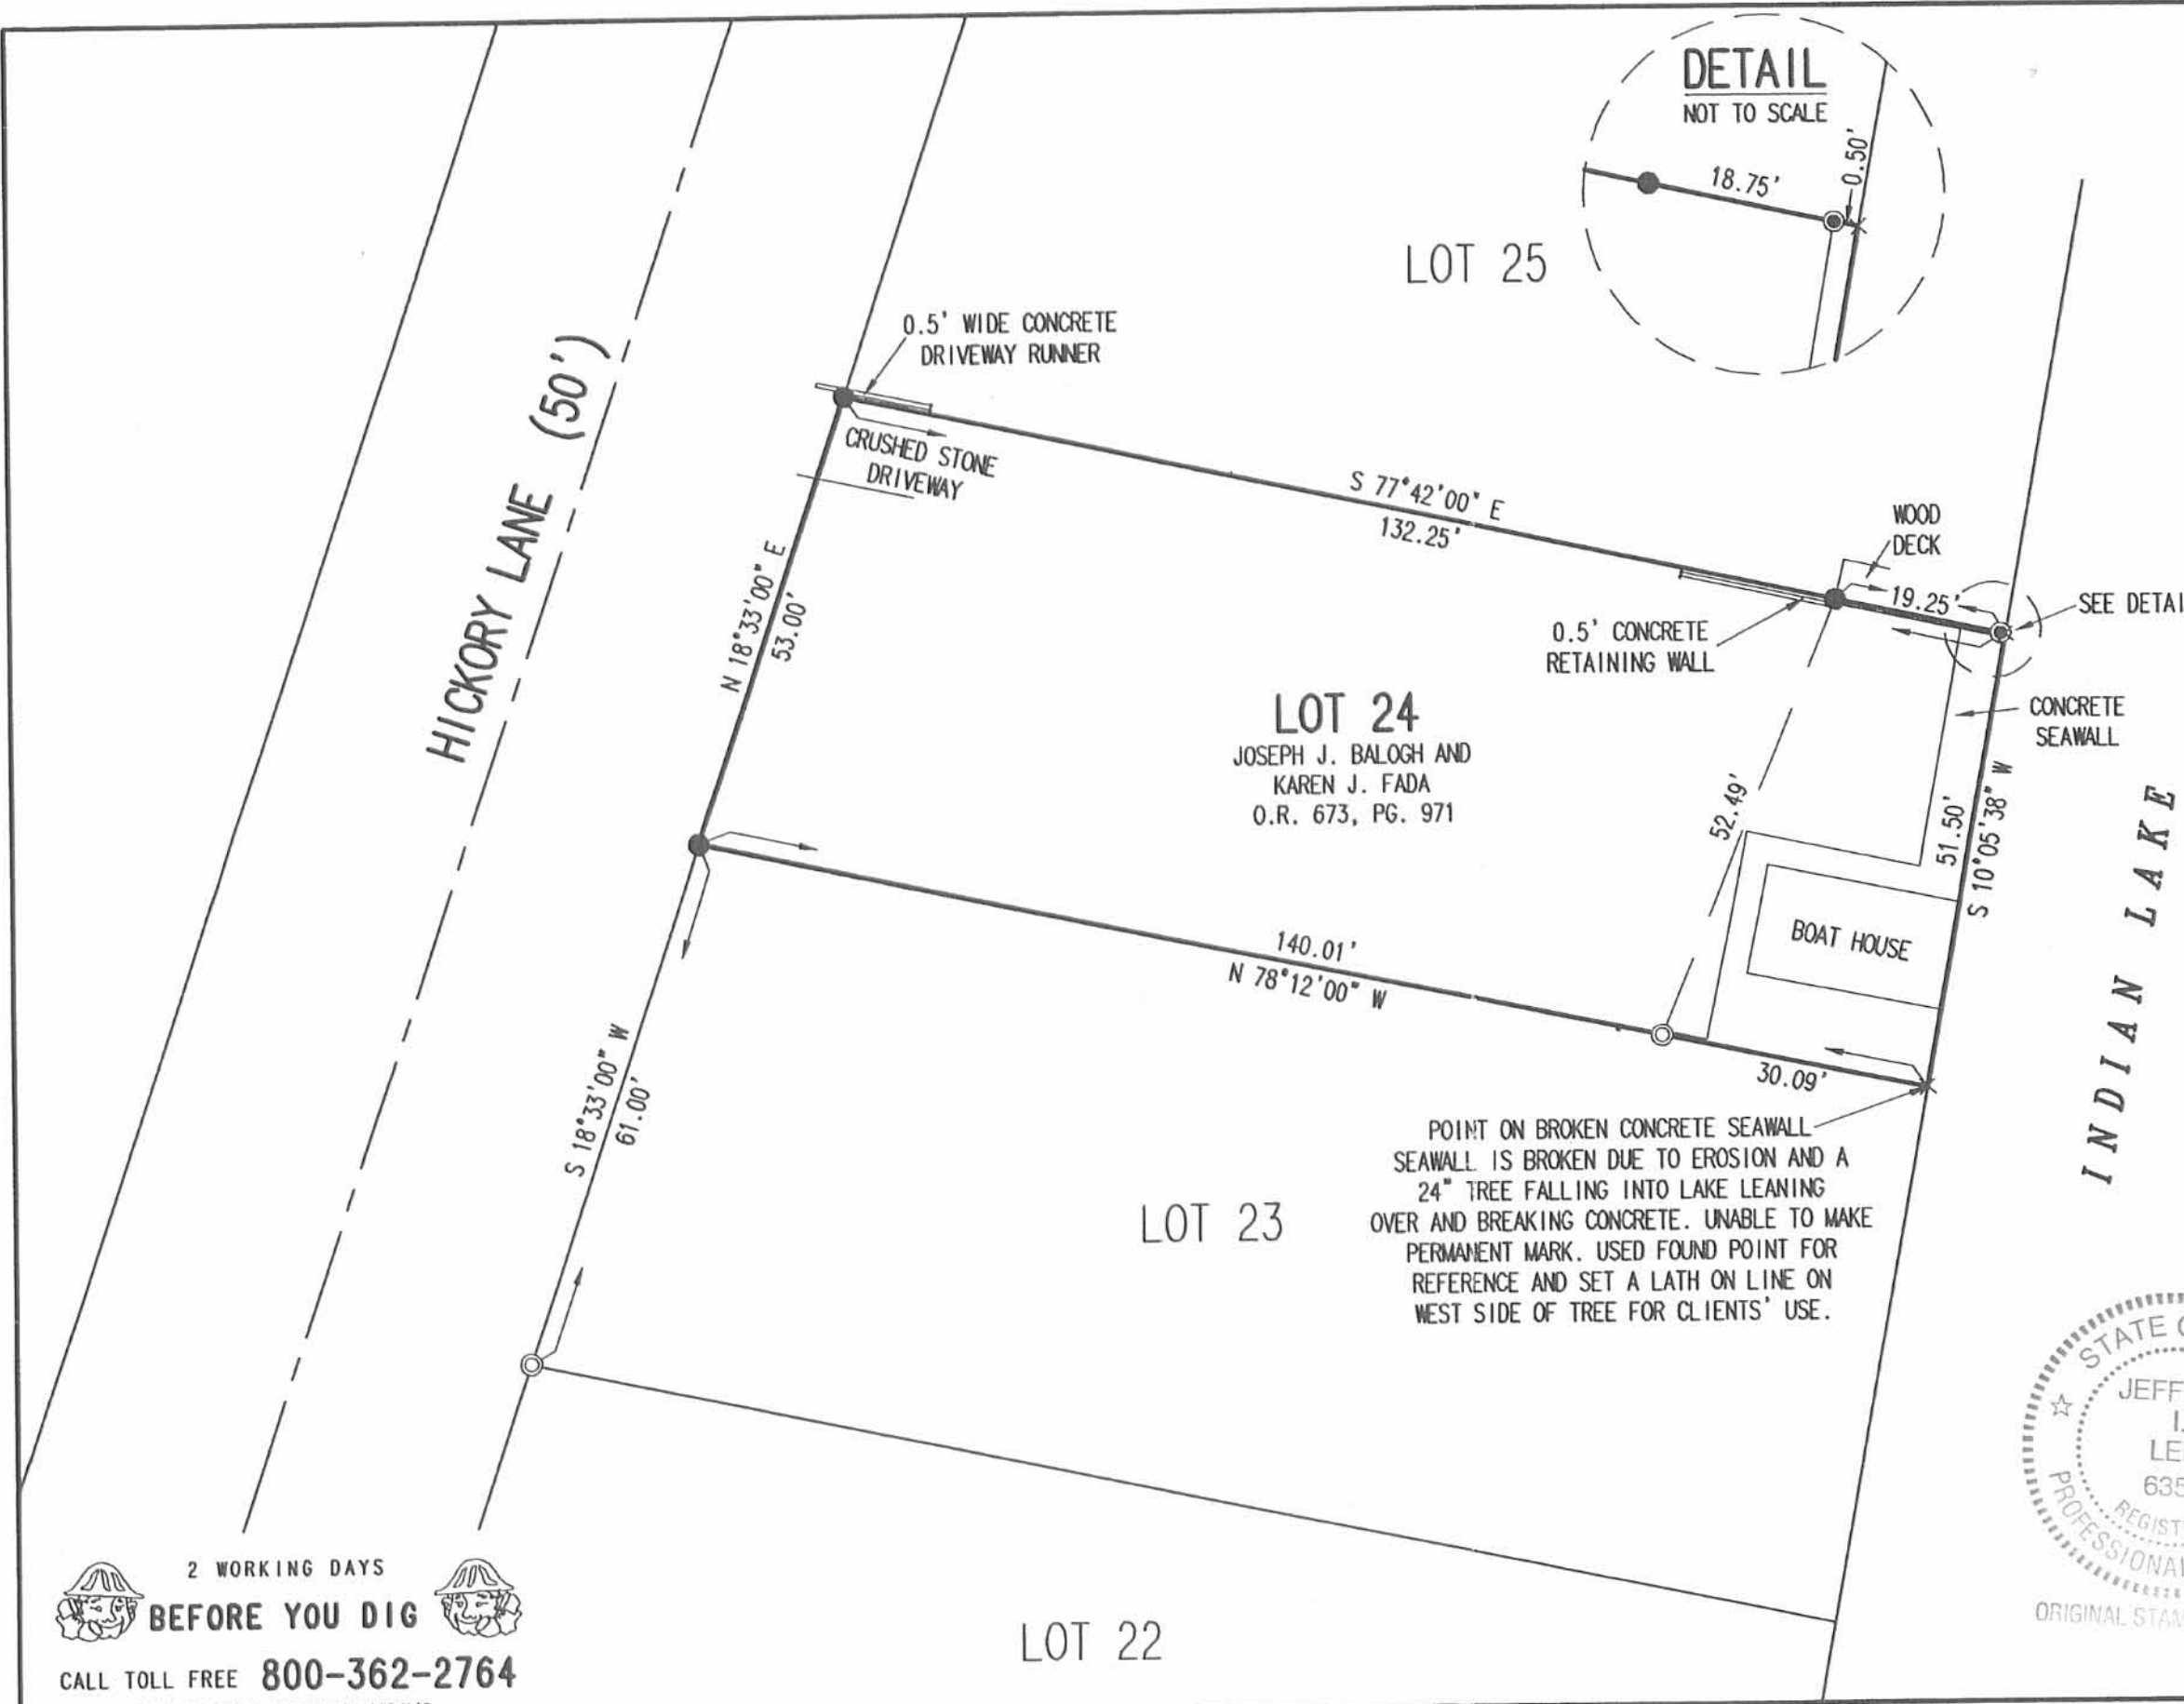 DETAIL
NOT TO SCALE
0.50'
18.75'
LOT 25
0.5' WIDE CONCRETE
DRIVEWAY RUNNER
HICKORY LANE (50')
CRUSHED STONE
DRIVEWAY
S 77°42'00" E
132.25'
WOOD
DECK
19.25'
SEE DETAI
0.5' CONCRETE
RETAINING WALL
N 18°33'00" E
53.00'
LOT 24
JOSEPH J. BALOGH AND
KAREN J. FADA
O.R. 673, PG. 971
CONCRETE
SEAWALL
52.49'
51.50'
S 10°05'38" W
INDIAN LAKE
BOAT HOUSE
140.01'
N 78°12'00" W
30.09'
S 18°33'00" W
61.00'
POINT ON BROKEN CONCRETE SEAWALL
SEAWALL IS BROKEN DUE TO EROSION AND A
24" TREE FALLING INTO LAKE LEANING
OVER AND BREAKING CONCRETE. UNABLE TO MAKE
PERMANENT MARK. USED FOUND POINT FOR
REFERENCE AND SET A LATH ON LINE ON
WEST SIDE OF TREE FOR CLIENTS' USE.
LOT 23
STATE
JEFF
LE
635
REGIST
PROFESSIONAL
ORIGINAL STAM
2 WORKING DAYS
BEFORE YOU DIG
CALL TOLL FREE 800-362-2764
LOT 22